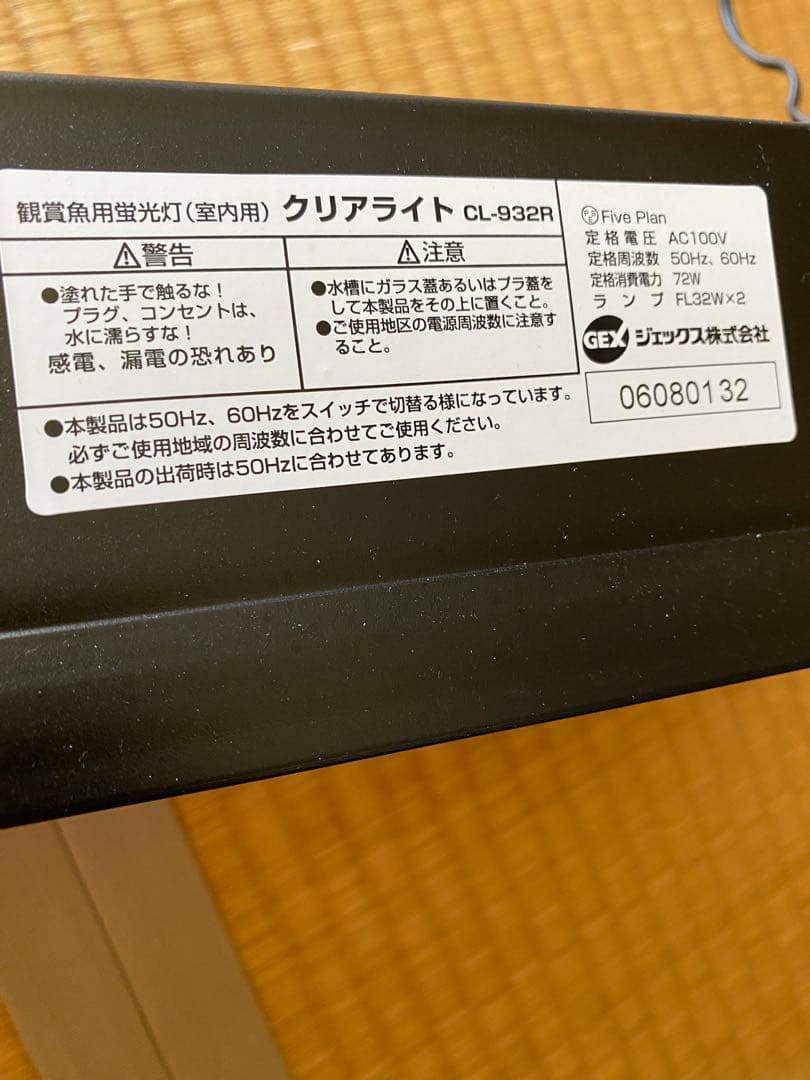 観賞魚用蛍光灯(室内用) クリアライト CL-932R
⚠警告
●塗れた手で触るな!
プラグ、コンセントは、
水に濡らすな!
感電、漏電の恐れあり
⚠注意
●水槽にガラス蓋あるいはプラ蓋を
して本製品をその上に置くこと。
●ご使用地区の電源周波数に注意す
ること。
●本製品は50Hz、60Hzをスイッチで切替る様になっています。
必ずご使用地域の周波数に合わせてご使用ください。
●本製品の出荷時は50Hzに合わせてあります。
PSE Five Plan
定格電圧 AC100V
定格周波数 50Hz、60Hz
定格消費電力 72W
ランプ FL32W×2
GEX ジェックス株式会社
06080132